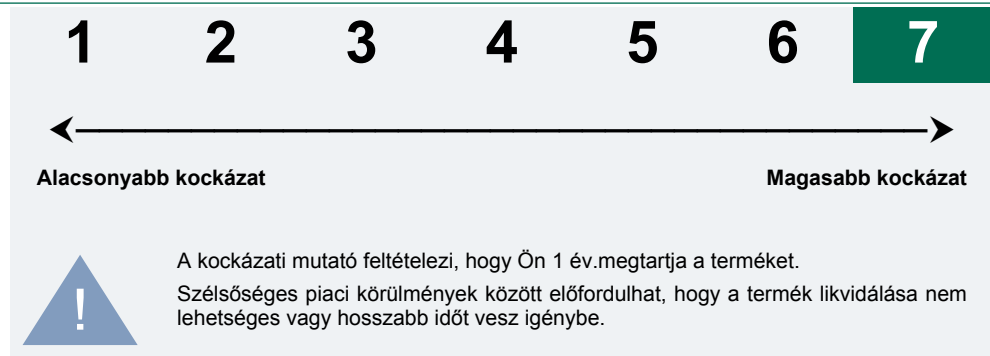 1 2 3 4 5 6 7
Alacsonyabb kockázat Magasabb kockázat
A kockázati mutató feltételezi, hogy Ön 1 év.megtartja a terméket.
Szélsőséges piaci körülmények között előfordulhat, hogy a termék likvidálása nem
lehetséges vagy hosszabb időt vesz igénybe.
!